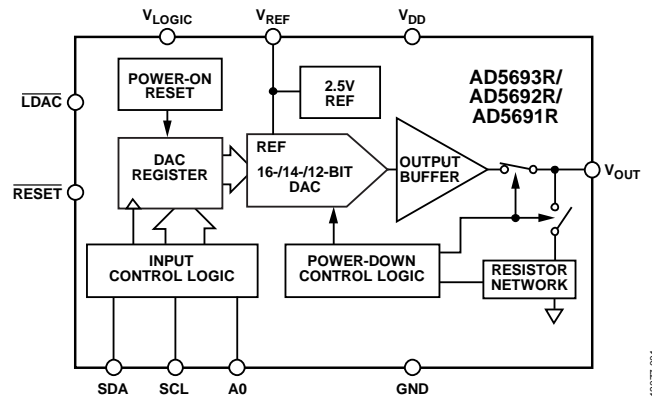 VLOGIC VREF VDD
POWER-ON
RESET
2.5V
REF
AD5693R/
AD5692R/
AD5691R
LDAC
DAC
REGISTER
REF
16-/14-/12-BIT
DAC
OUTPUT
BUFFER
VOUT
RESET
INPUT
CONTROL LOGIC
POWER-DOWN
CONTROL LOGIC
RESISTOR
NETWORK
SDA SCL A0 GND